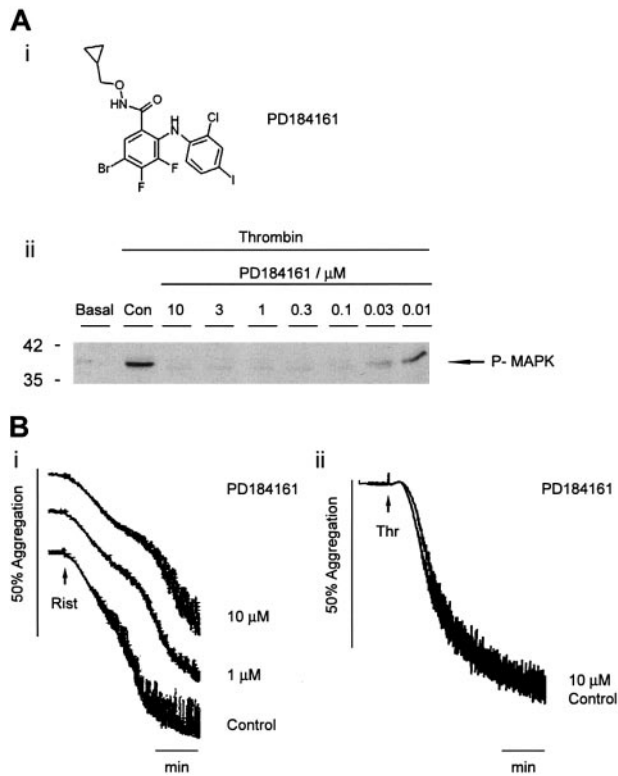 A
i
PD184161
O
HN
O
H
N
Cl
Br
F
F
I
ii
Thrombin
PD184161 / μM
Basal Con 10 3 1 0.3 0.1 0.03 0.01
42 -
35 -
P- MAPK
B
i
PD184161
50% Aggregation
Rist
10 μM
1 μM
Control
min
ii
PD184161
50% Aggregation
Thr
10 μM
Control
min